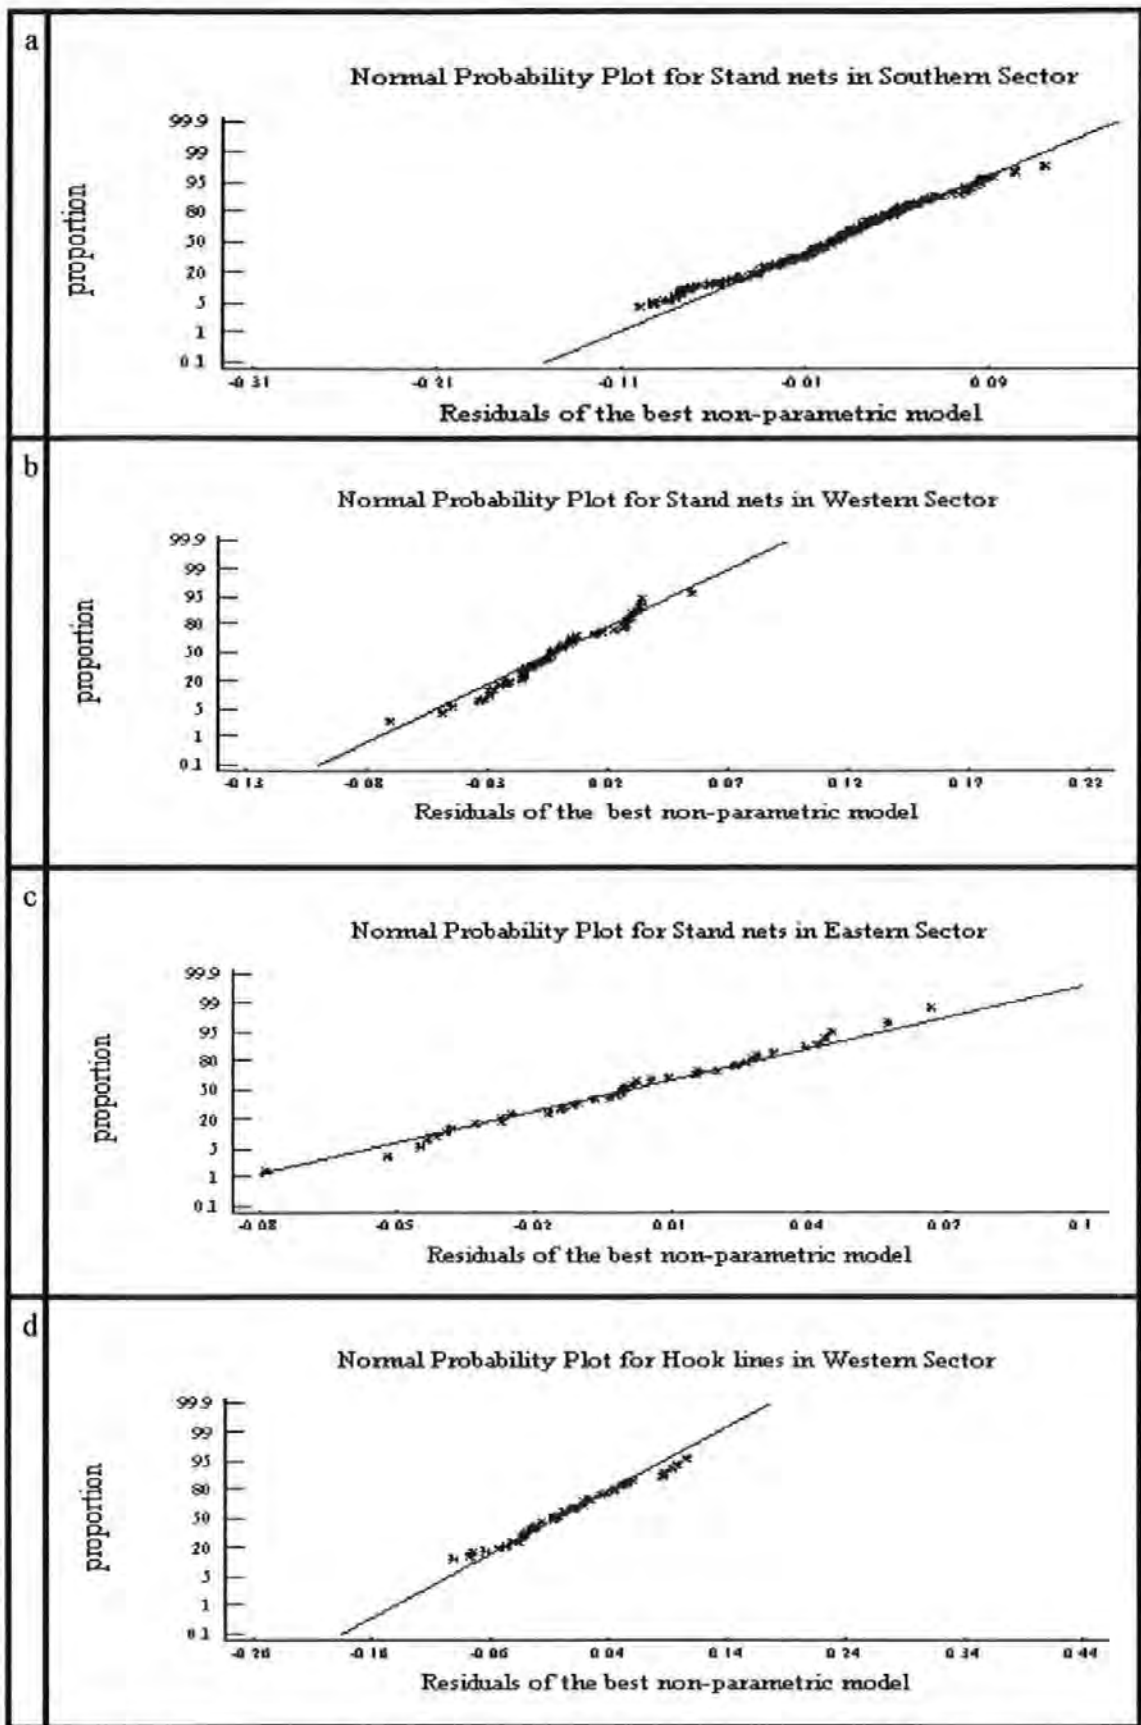 a
Normal Probability Plot for Stand nets in Southern Sector
99.9
99
95
80
50
20
5
1
0.1
proportion
-0.31 -0.21 -0.11 -0.01 0.09
Residuals of the best non-parametric model
b
Normal Probability Plot for Stand nets in Western Sector
99.9
99
95
80
50
20
5
1
0.1
proportion
-0.13 -0.08 -0.03 0.02 0.07 0.12 0.17 0.22
Residuals of the best non-parametric model
c
Normal Probability Plot for Stand nets in Eastern Sector
99.9
99
95
80
50
20
5
1
0.1
proportion
-0.08 -0.05 -0.02 0.01 0.04 0.07 0.1
Residuals of the best non-parametric model
d
Normal Probability Plot for Hook lines in Western Sector
99.9
99
95
80
50
20
5
1
0.1
proportion
-0.26 -0.16 -0.06 0.04 0.14 0.24 0.34 0.44
Residuals of the best non-parametric model